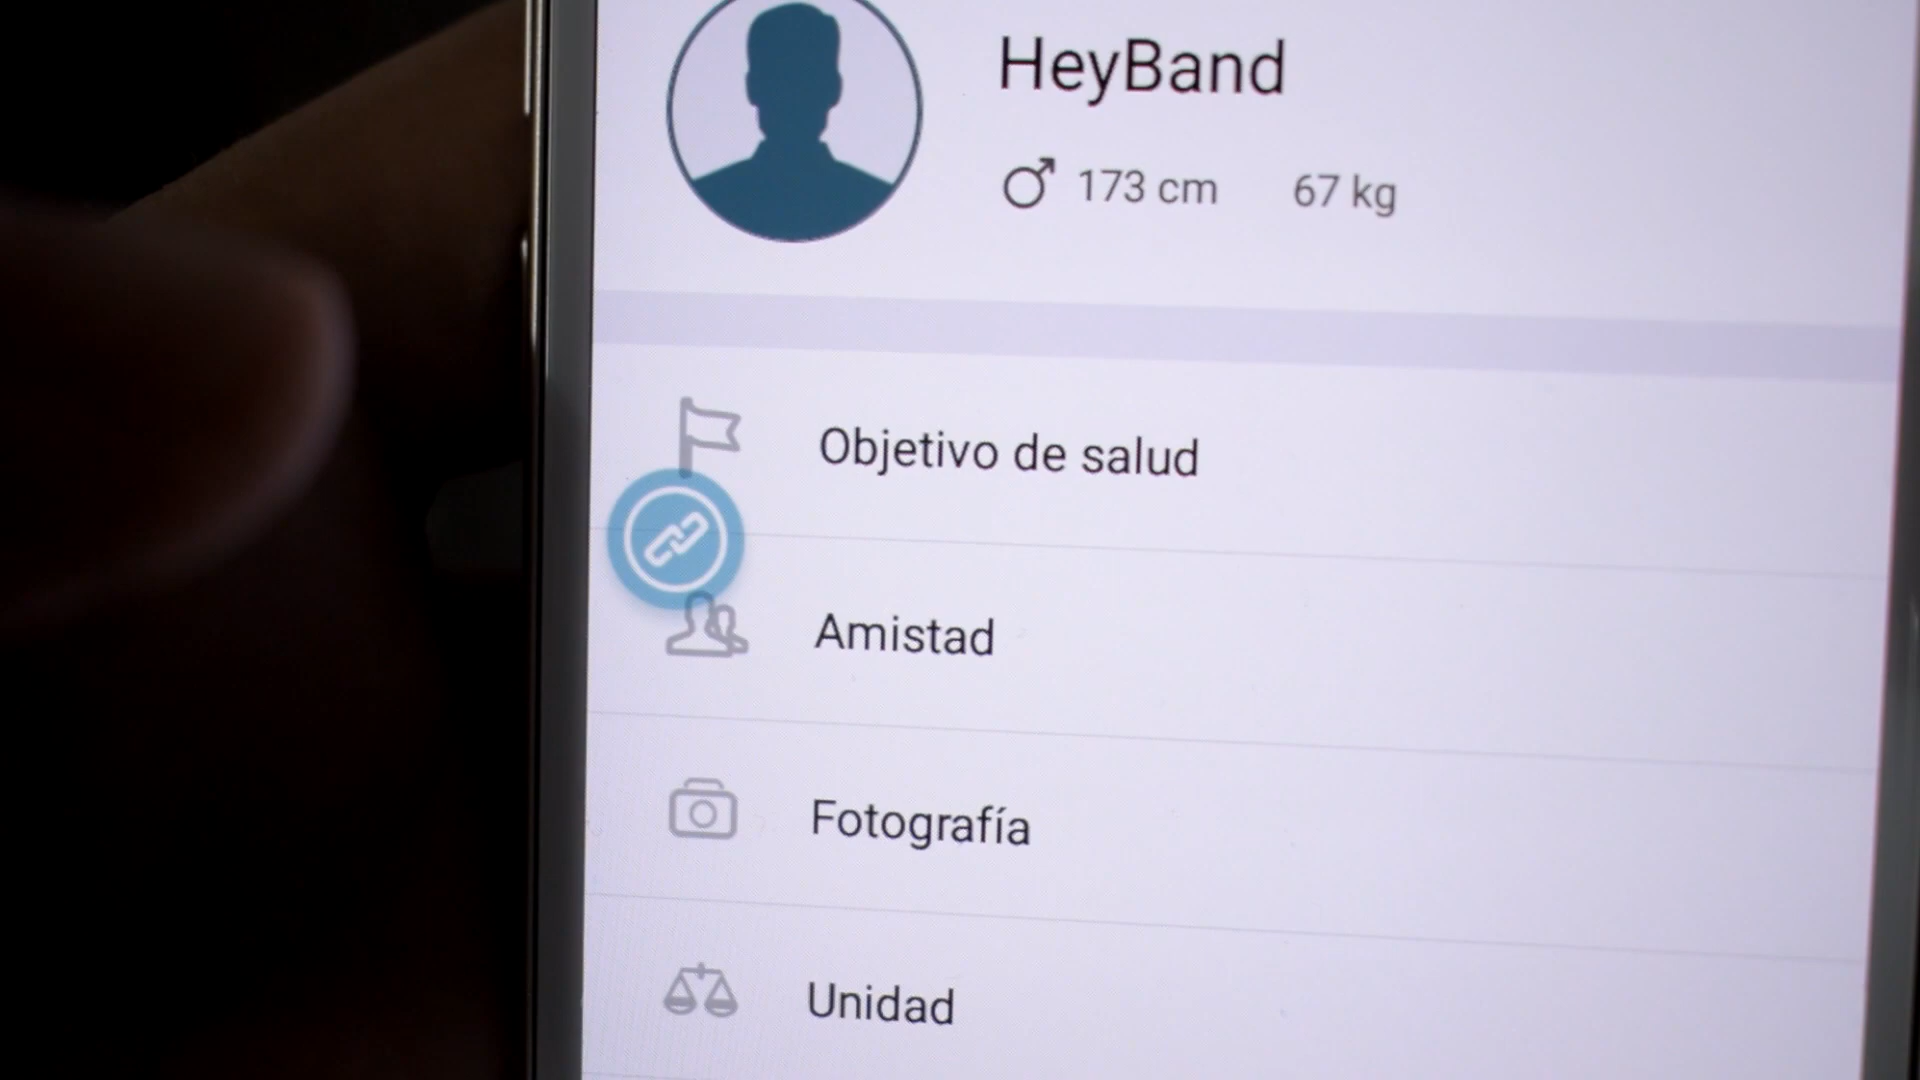 HeyBand
173 cm 67 kg
Objetivo de salud
Amistad
Fotografía
Unidad